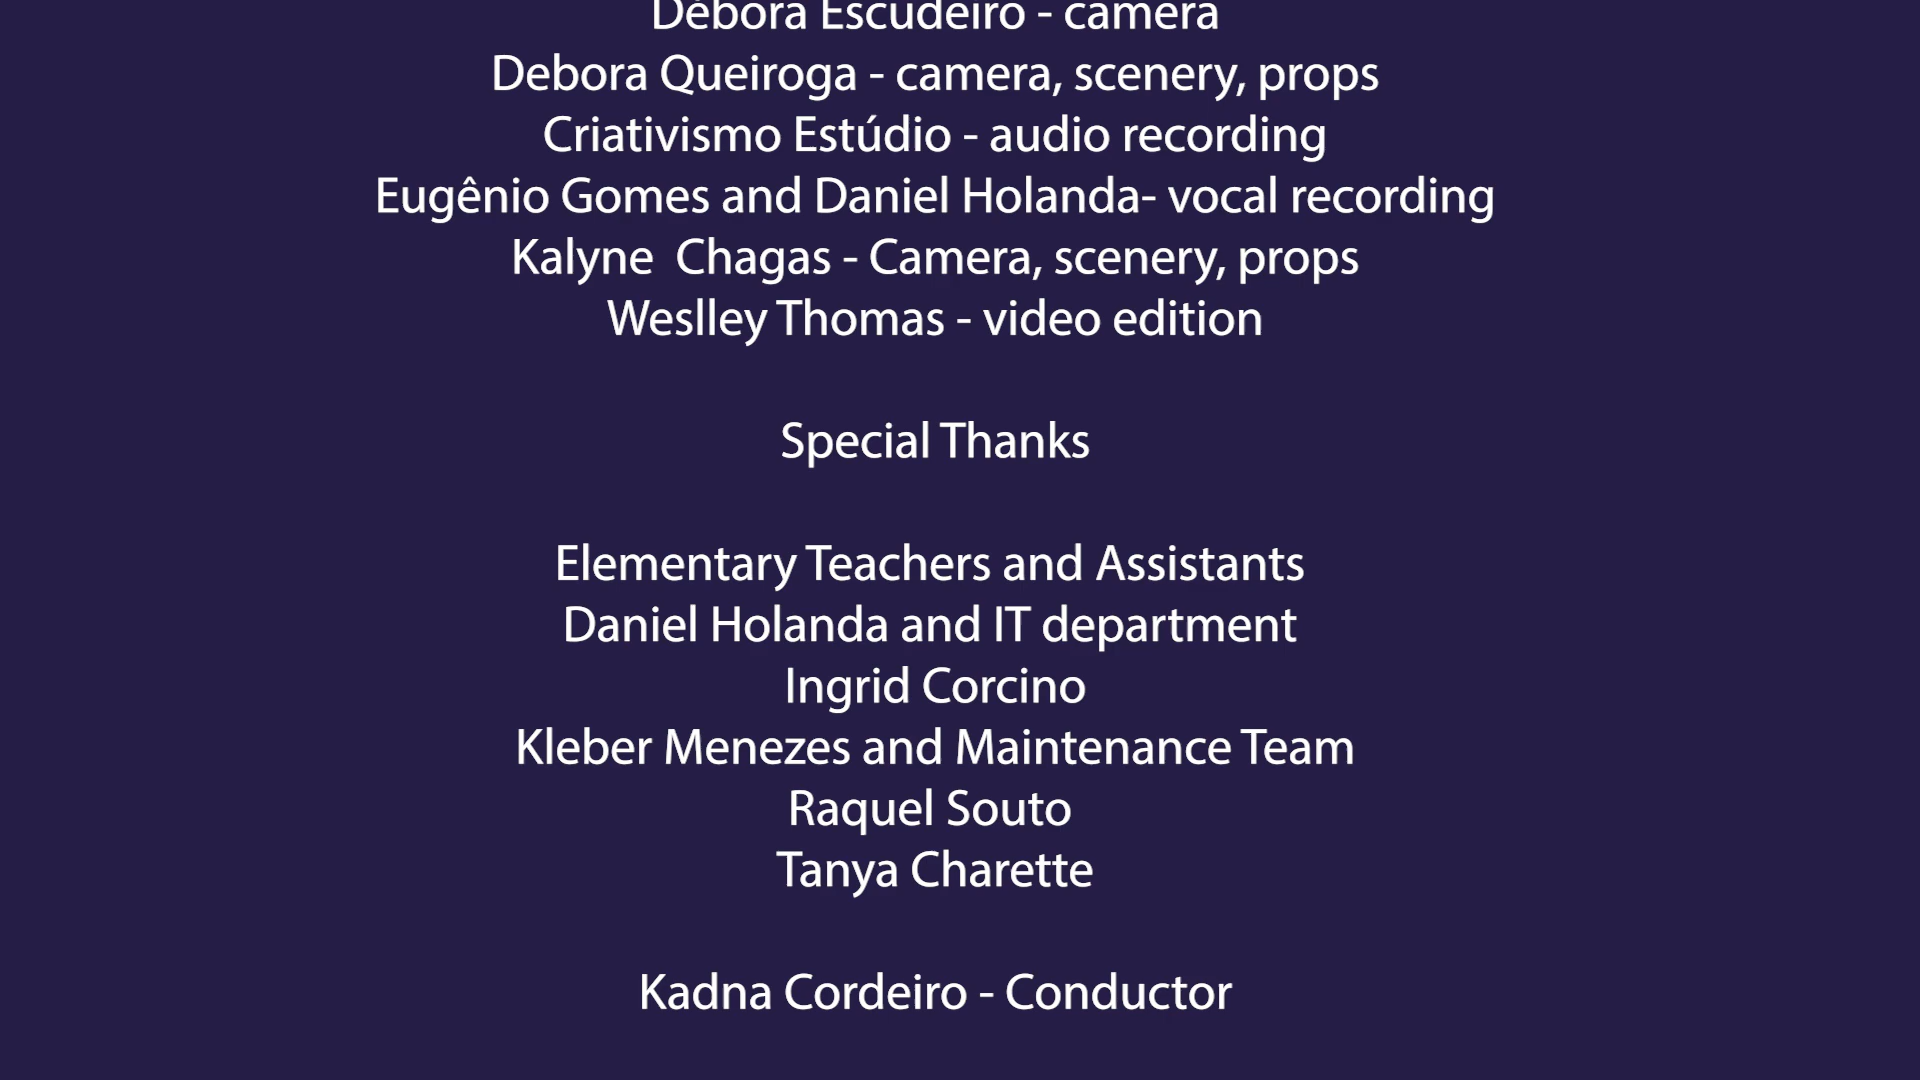 Débora Escudeiro - camera
Debora Queiroga - camera, scenery, props
Criativismo Estúdio - audio recording
Eugênio Gomes and Daniel Holanda- vocal recording
Kalyne  Chagas - Camera, scenery, props
Weslley Thomas - video edition
Special Thanks
Elementary Teachers and Assistants
Daniel Holanda and IT department
Ingrid Corcino
Kleber Menezes and Maintenance Team
Raquel Souto
Tanya Charette
Kadna Cordeiro - Conductor